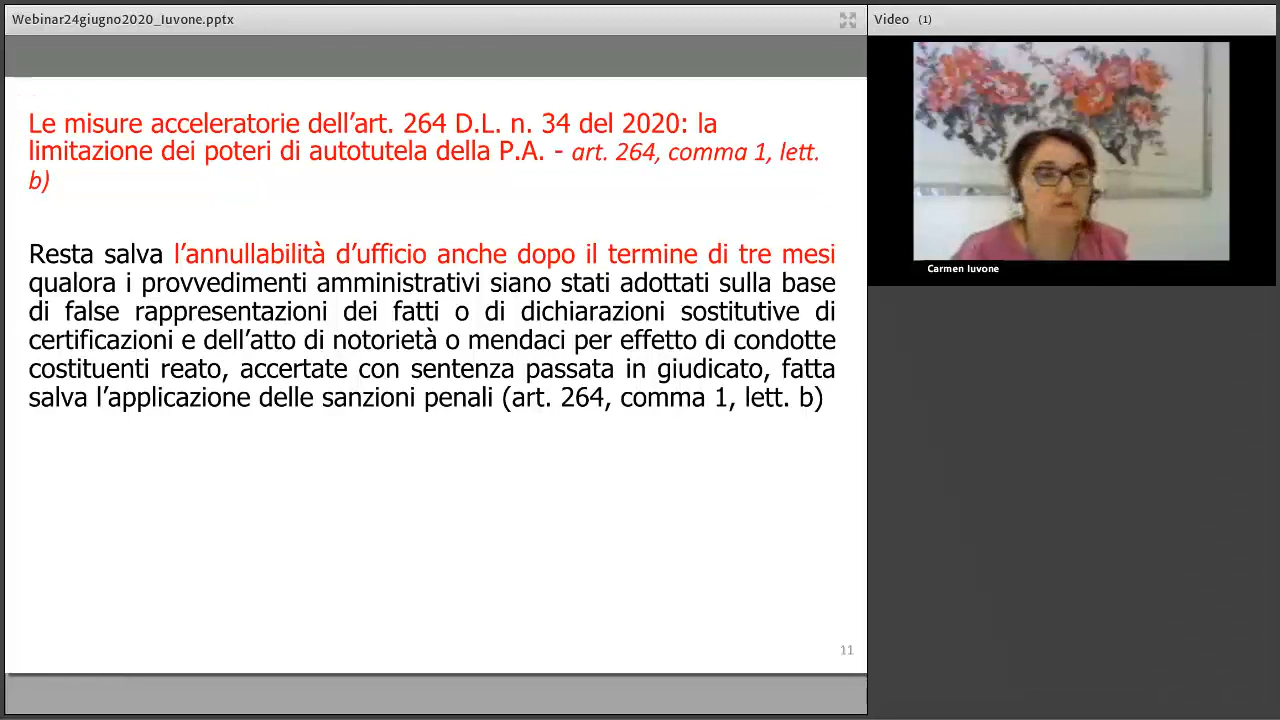 Webinar24giugno2020_Iuvone.pptx
Video (1)
Le misure acceleratorie dell’art. 264 D.L. n. 34 del 2020: la
limitazione dei poteri di autotutela della P.A. - art. 264, comma 1, lett.
b)
Resta salva l’annullabilità d’ufficio anche dopo il termine di tre mesi
qualora i provvedimenti amministrativi siano stati adottati sulla base
di false rappresentazioni dei fatti o di dichiarazioni sostitutive di
certificazioni e dell’atto di notorietà o mendaci per effetto di condotte
costituenti reato, accertate con sentenza passata in giudicato, fatta
salva l’applicazione delle sanzioni penali (art. 264, comma 1, lett. b)
Carmen Iuvone
11